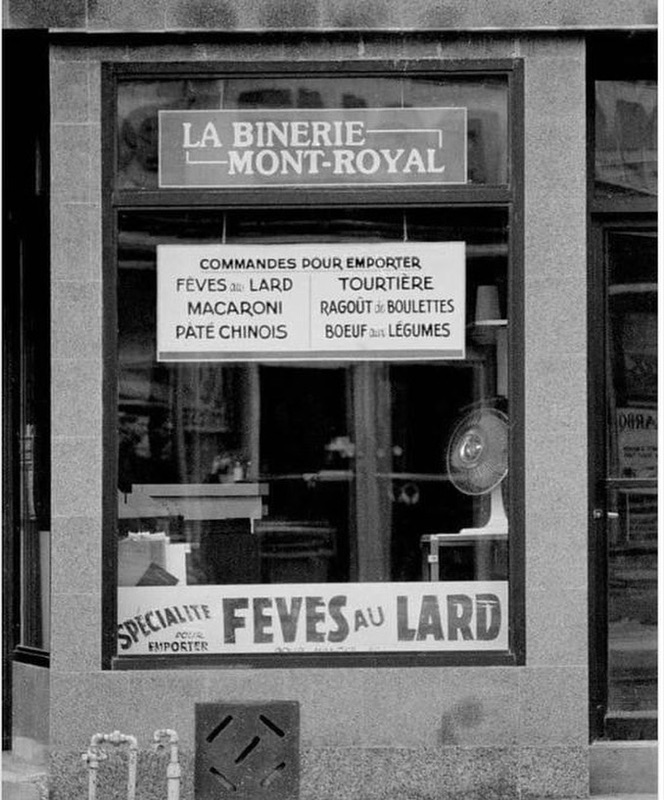 LA BINERIE
MONT-ROYAL
COMMANDES POUR EMPORTER
FÊVES au LARD
MACARONI
PÂTÉ CHINOIS
TOURTIÈRE
RAGOÛT de BOULETTES
BOEUF aux LÉGUMES
SPÉCIALITÉ
POUR
EMPORTER
FEVES AU LARD